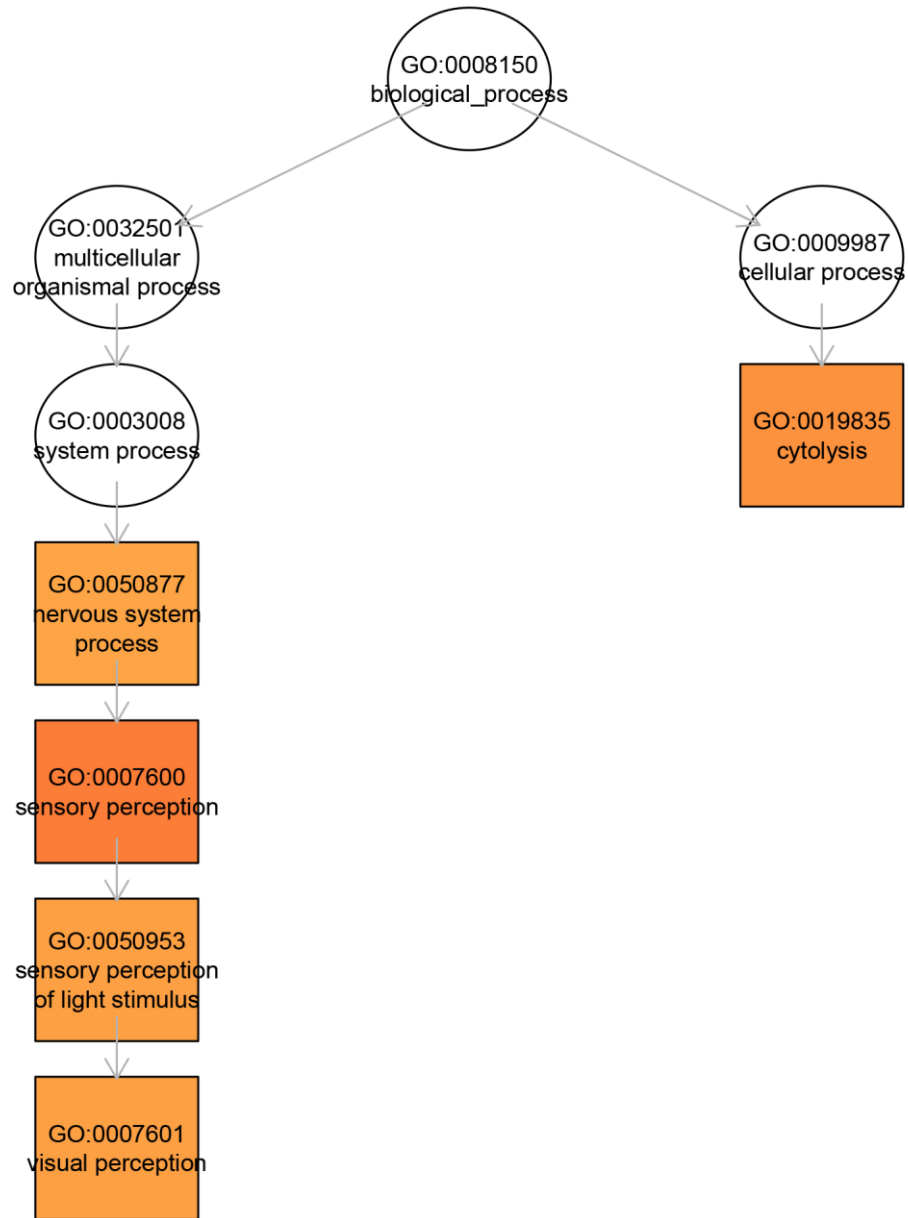 GO:0008150
biological_process
GO:0032501
multicellular
organismal process
GO:0009987
cellular process
GO:0003008
system process
GO:0019835
cytolysis
GO:0050877
nervous system
process
GO:0007600
sensory perception
GO:0050953
sensory perception
of light stimulus
GO:0007601
visual perception